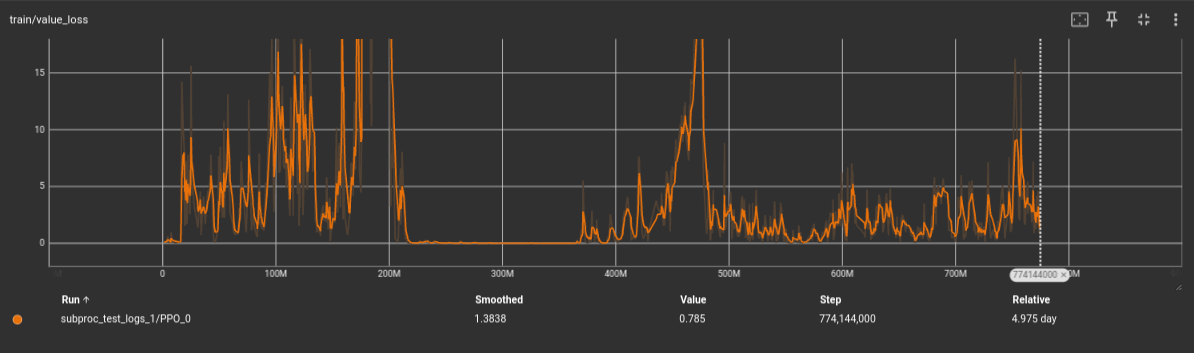 train/value_loss
15
10
5
0
0 100M 200M 300M 400M 500M 600M 700M
774144000 ×
Run ↑ Smoothed Value Step Relative
subproc_test_logs_1/PPO_0 1.3838 0.785 774,144,000 4.975 day